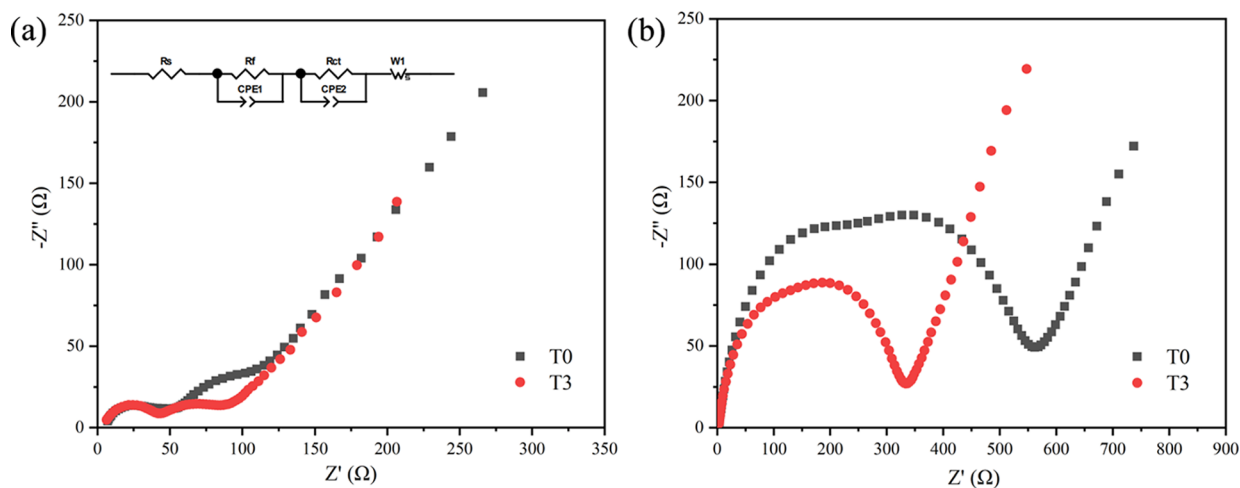 (a)
250
200
150
100
50
0
-Z'' (Ω)
Rs Rf Rct W1
CPE1 CPE2 s
T0
T3
0 50 100 150 200 250 300 350
Z' (Ω)
(b)
250
200
150
100
50
0
-Z'' (Ω)
T0
T3
0 100 200 300 400 500 600 700 800 900
Z' (Ω)